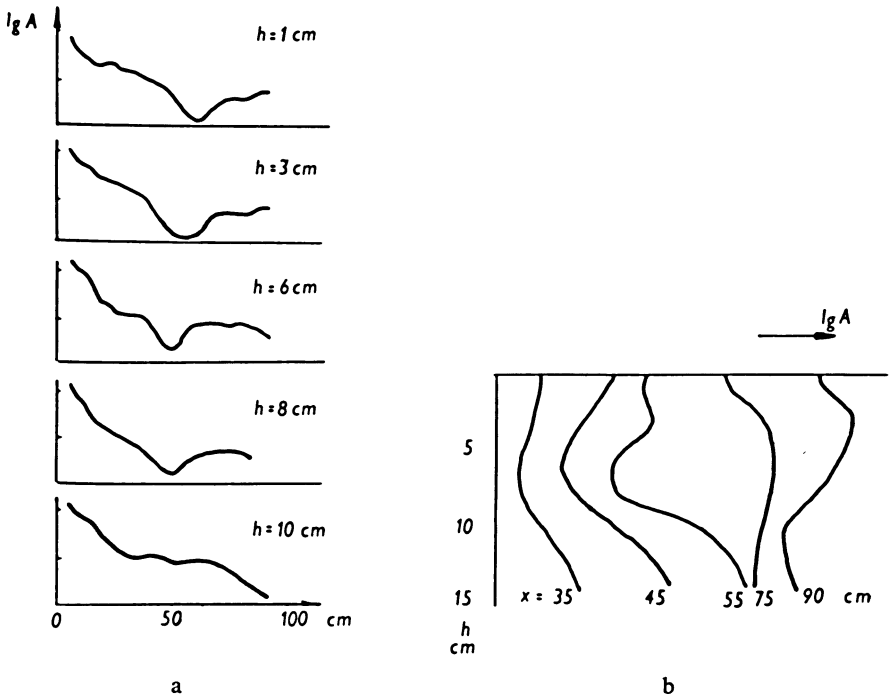 lg A
h = 1 cm
h = 3 cm
h = 6 cm
h = 8 cm
h = 10 cm
0 50 100 cm
a
lg A
5
10
15 x = 35 45 55 75 90 cm
h
cm
b